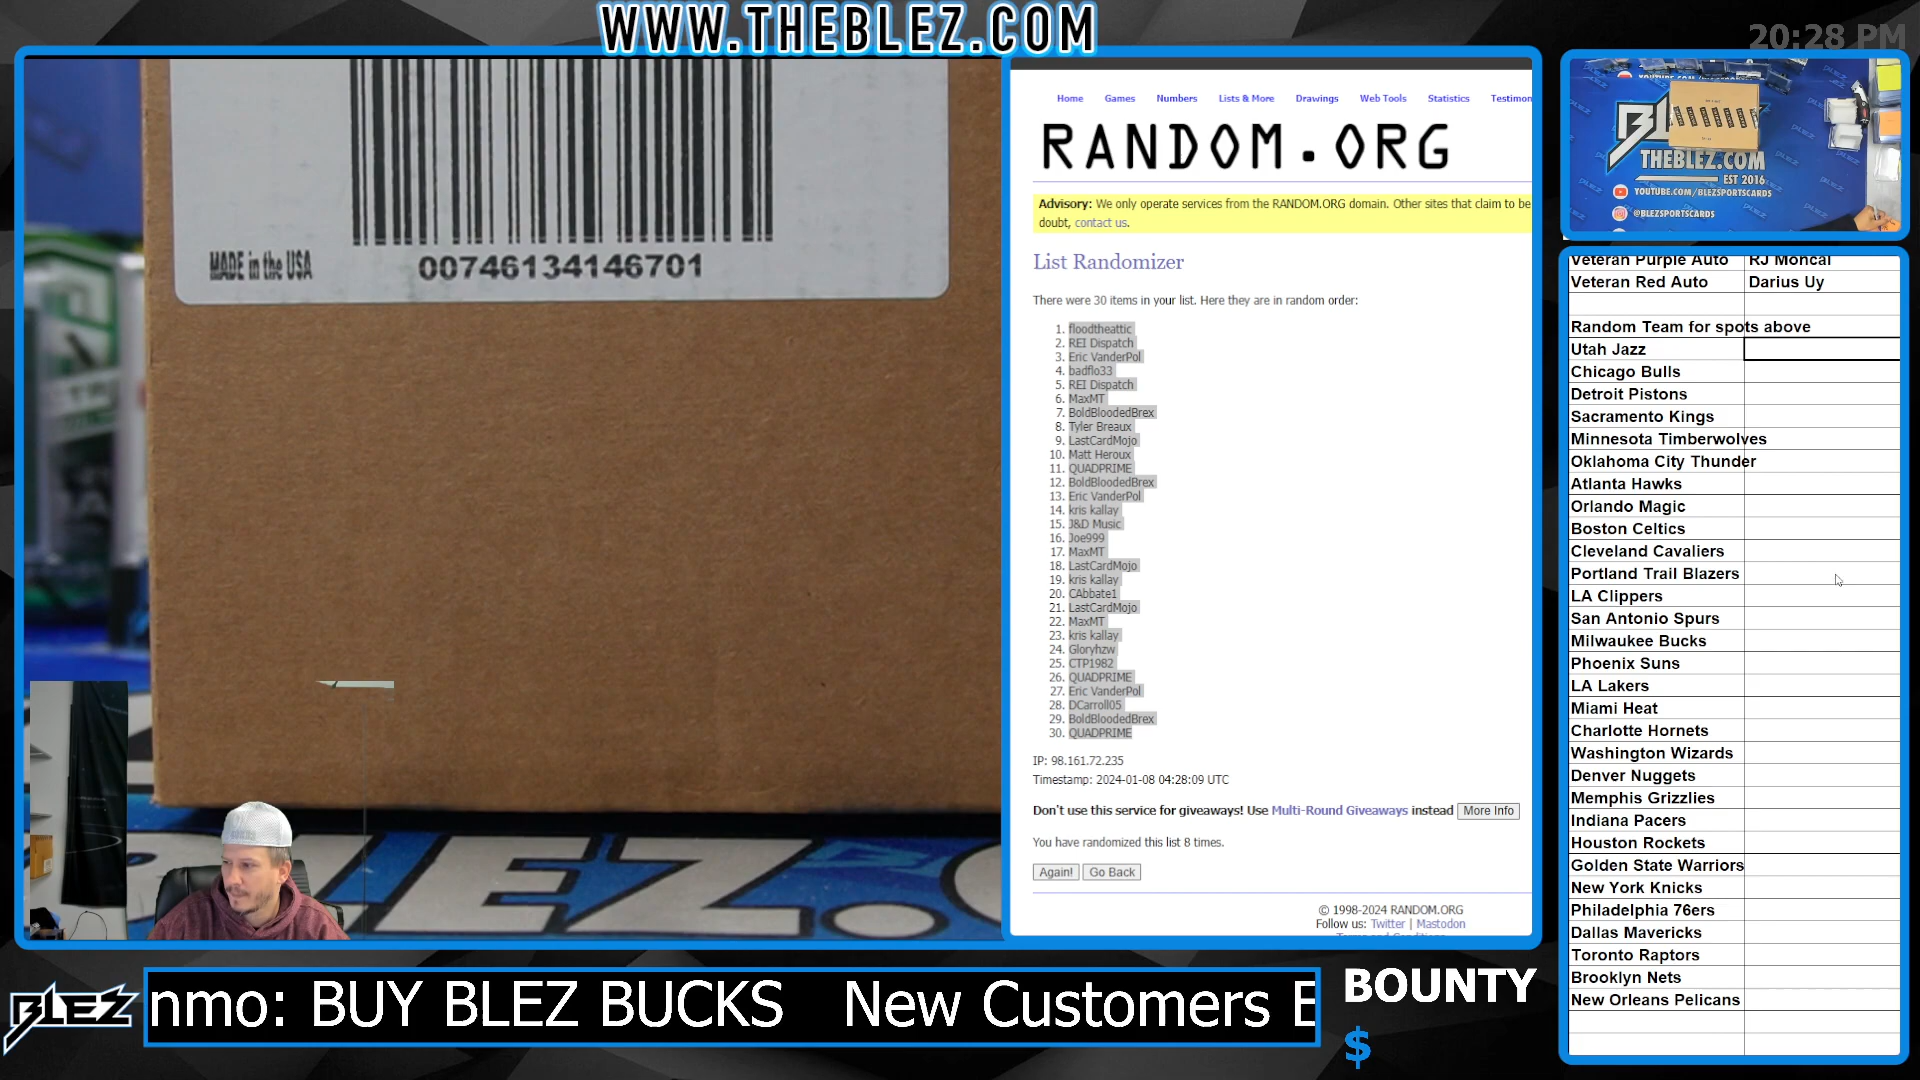 WWW.THEBLEZ.COM
20:28 PM
MADE in the USA
00746134146701
Home Games Numbers Lists & More Drawings Web Tools Statistics Testimon
RANDOM.ORG
Advisory: We only operate services from the RANDOM.ORG domain. Other sites that claim to be
doubt, contact us.
List Randomizer
There were 30 items in your list. Here they are in random order:
1. floodtheattic
2. REI Dispatch
3. Eric VanderPol
4. badflo33
5. REI Dispatch
6. MaxMT
7. BoldBloodedBrex
8. Tyler Breaux
9. LastCardMojo
10. Matt Heroux
11. QUADPRIME
12. BoldBloodedBrex
13. Eric VanderPol
14. kris kallay
15. J&D Music
16. Joe999
17. MaxMT
18. LastCardMojo
19. kris kallay
20. CAbbate1
21. LastCardMojo
22. MaxMT
23. kris kallay
24. Gloryhzw
25. CTP1982
26. QUADPRIME
27. Eric VanderPol
28. DCarroll05
29. BoldBloodedBrex
30. QUADPRIME
IP: 98.161.72.235
Timestamp: 2024-01-08 04:28:09 UTC
Don't use this service for giveaways! Use Multi-Round Giveaways instead More Info
You have randomized this list 8 times.
Again! Go Back
© 1998-2024 RANDOM.ORG
Follow us: Twitter | Mastodon
THEBLEZ.COM
EST 2016
YOUTUBE.COM/BLEZSPORTSCARDS
@BLEZSPORTSCARDS
Veteran Purple Auto RJ Moncal
Veteran Red Auto Darius Uy
Random Team for spots above
Utah Jazz
Chicago Bulls
Detroit Pistons
Sacramento Kings
Minnesota Timberwolves
Oklahoma City Thunder
Atlanta Hawks
Orlando Magic
Boston Celtics
Cleveland Cavaliers
Portland Trail Blazers
LA Clippers
San Antonio Spurs
Milwaukee Bucks
Phoenix Suns
LA Lakers
Miami Heat
Charlotte Hornets
Washington Wizards
Denver Nuggets
Memphis Grizzlies
Indiana Pacers
Houston Rockets
Golden State Warriors
New York Knicks
Philadelphia 76ers
Dallas Mavericks
Toronto Raptors
Brooklyn Nets
New Orleans Pelicans
BLEZ
nmo: BUY BLEZ BUCKS New Customers E
BOUNTY
$